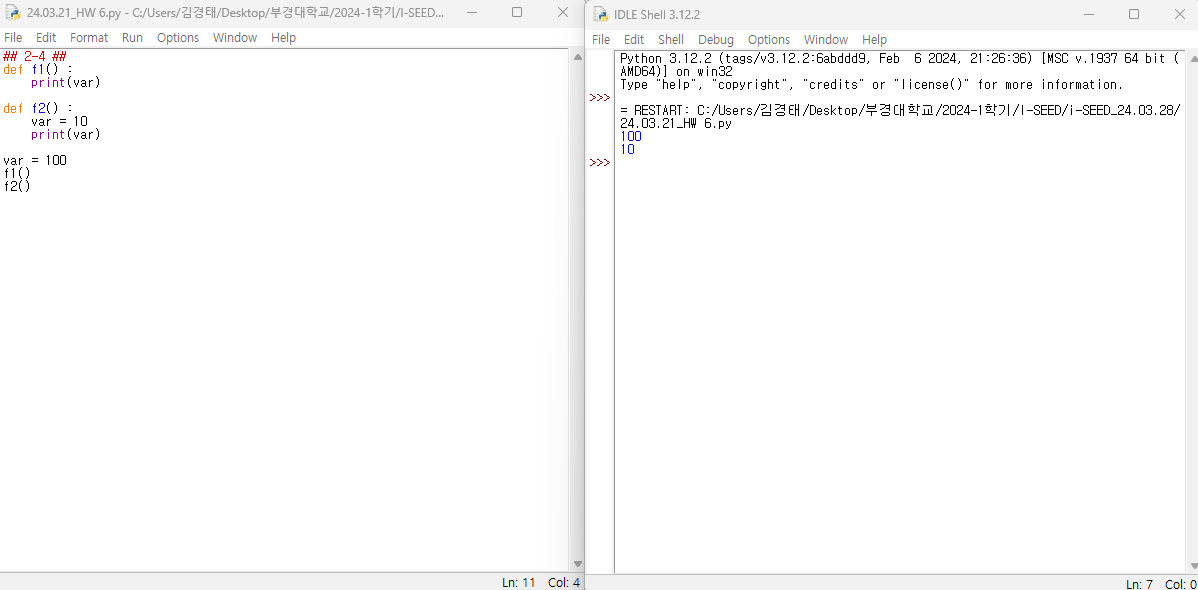 24.03.21_HW 6.py - C:/Users/김경태/Desktop/부경대학교/2024-1학기/I-SEED...
File Edit Format Run Options Window Help
## 2-4 ##
def f1() :
    print(var)
def f2() :
    var = 10
    print(var)
var = 100
f1()
f2()
Ln: 11 Col: 4
IDLE Shell 3.12.2
File Edit Shell Debug Options Window Help
Python 3.12.2 (tags/v3.12.2:6abddd9, Feb  6 2024, 21:26:36) [MSC v.1937 64 bit (
AMD64)] on win32
Type "help", "copyright", "credits" or "license()" for more information.
>>>
= RESTART: C:/Users/김경태/Desktop/부경대학교/2024-1학기/I-SEED/i-SEED_24.03.28/
24.03.21_HW 6.py
100
10
>>>
Ln: 7 Col: 0